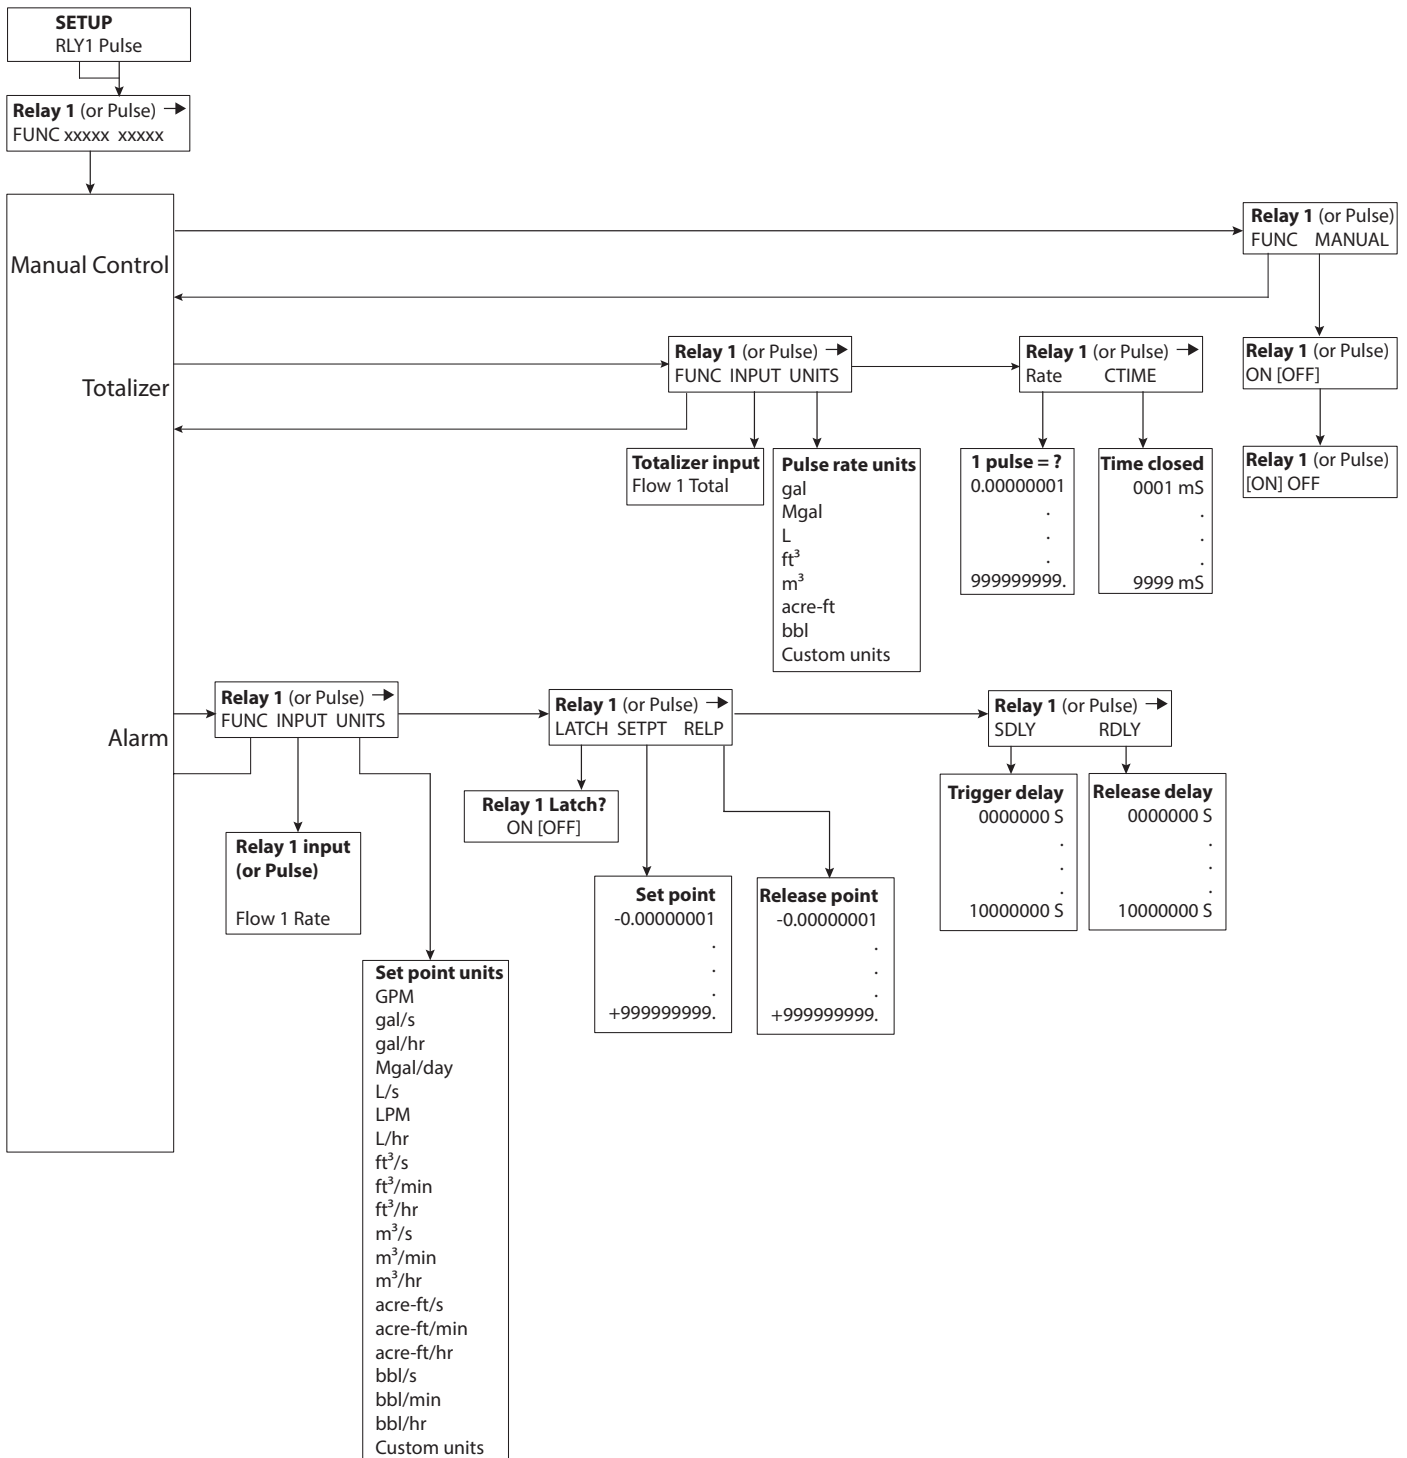 SETUP
RLY1 Pulse
Relay 1 (or Pulse)
FUNC xxxxx xxxxx
Manual Control
Totalizer
Alarm
Relay 1 (or Pulse)
FUNC MANUAL
Relay 1 (or Pulse)
ON [OFF]
Relay 1 (or Pulse)
[ON] OFF
Relay 1 (or Pulse)
FUNC INPUT UNITS
Totalizer input
Flow 1 Total
Pulse rate units
gal
Mgal
L
ft³
m³
acre-ft
bbl
Custom units
Relay 1 (or Pulse)
Rate CTIME
1 pulse = ?
0.00000001
.
.
.
999999999.
Time closed
0001 mS
.
.
.
9999 mS
Relay 1 (or Pulse)
FUNC INPUT UNITS
Relay 1 input
(or Pulse)
Flow 1 Rate
Set point units
GPM
gal/s
gal/hr
Mgal/day
L/s
LPM
L/hr
ft³/s
ft³/min
ft³/hr
m³/s
m³/min
m³/hr
acre-ft/s
acre-ft/min
acre-ft/hr
bbl/s
bbl/min
bbl/hr
Custom units
Relay 1 (or Pulse)
LATCH SETPT RELP
Relay 1 Latch?
ON [OFF]
Set point
-0.00000001
.
.
.
+999999999.
Release point
-0.00000001
.
.
.
+999999999.
Relay 1 (or Pulse)
SDLY RDLY
Trigger delay
0000000 S
.
.
.
10000000 S
Release delay
0000000 S
.
.
.
10000000 S